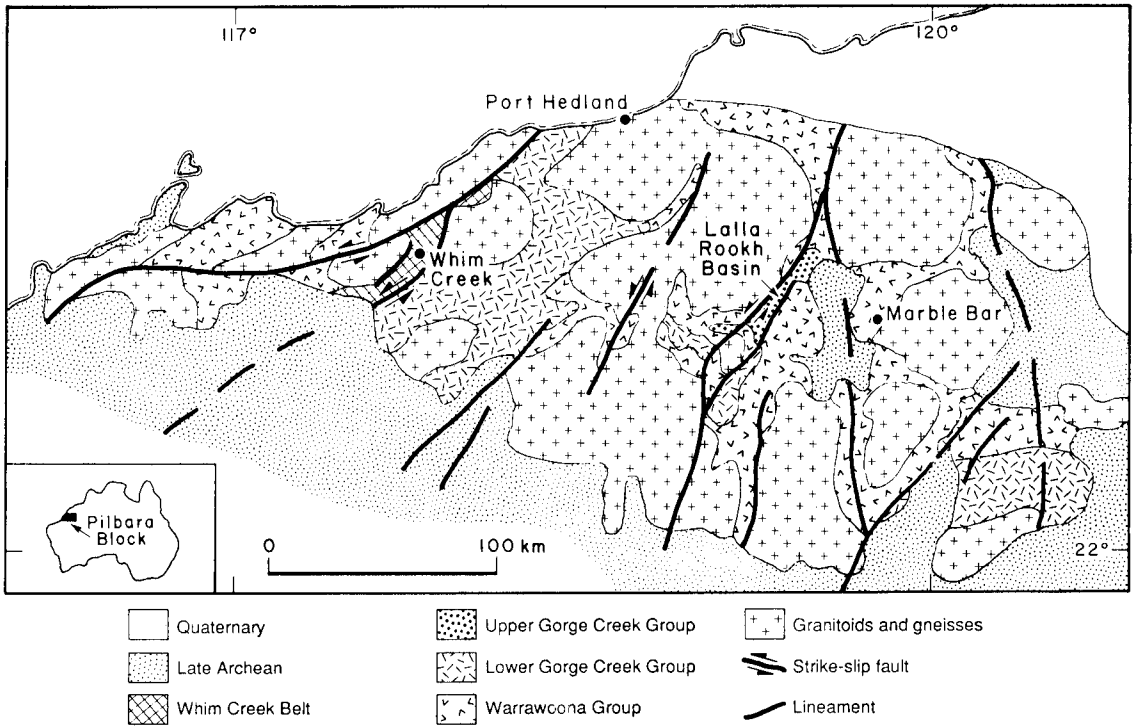 117°
120°
Port Hedland
Lalla
Rookh
Basin
Whim
Creek
Marble Bar
22°
Pilbara
Block
0 100 km
Quaternary
Late Archean
Whim Creek Belt
Upper Gorge Creek Group
Lower Gorge Creek Group
Warrawoona Group
Granitoids and gneisses
Strike-slip fault
Lineament